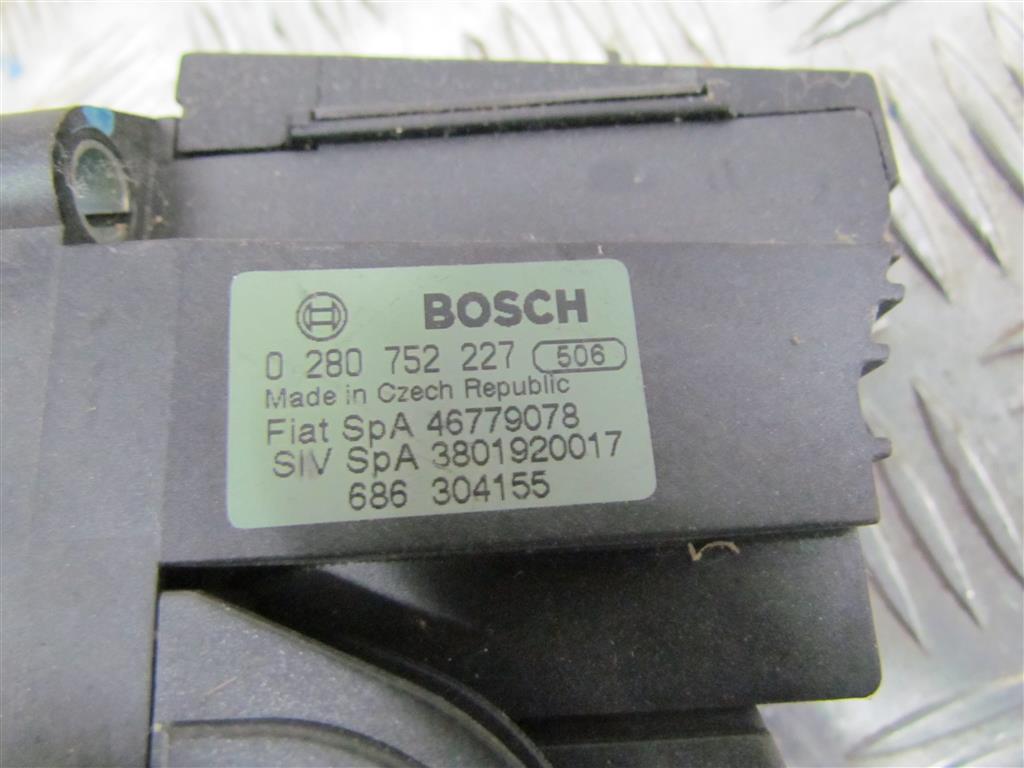 BOSCH
0 280 752 227 506
Made in Czech Republic
Fiat SpA 46779078
SIV SpA 3801920017
686 304155